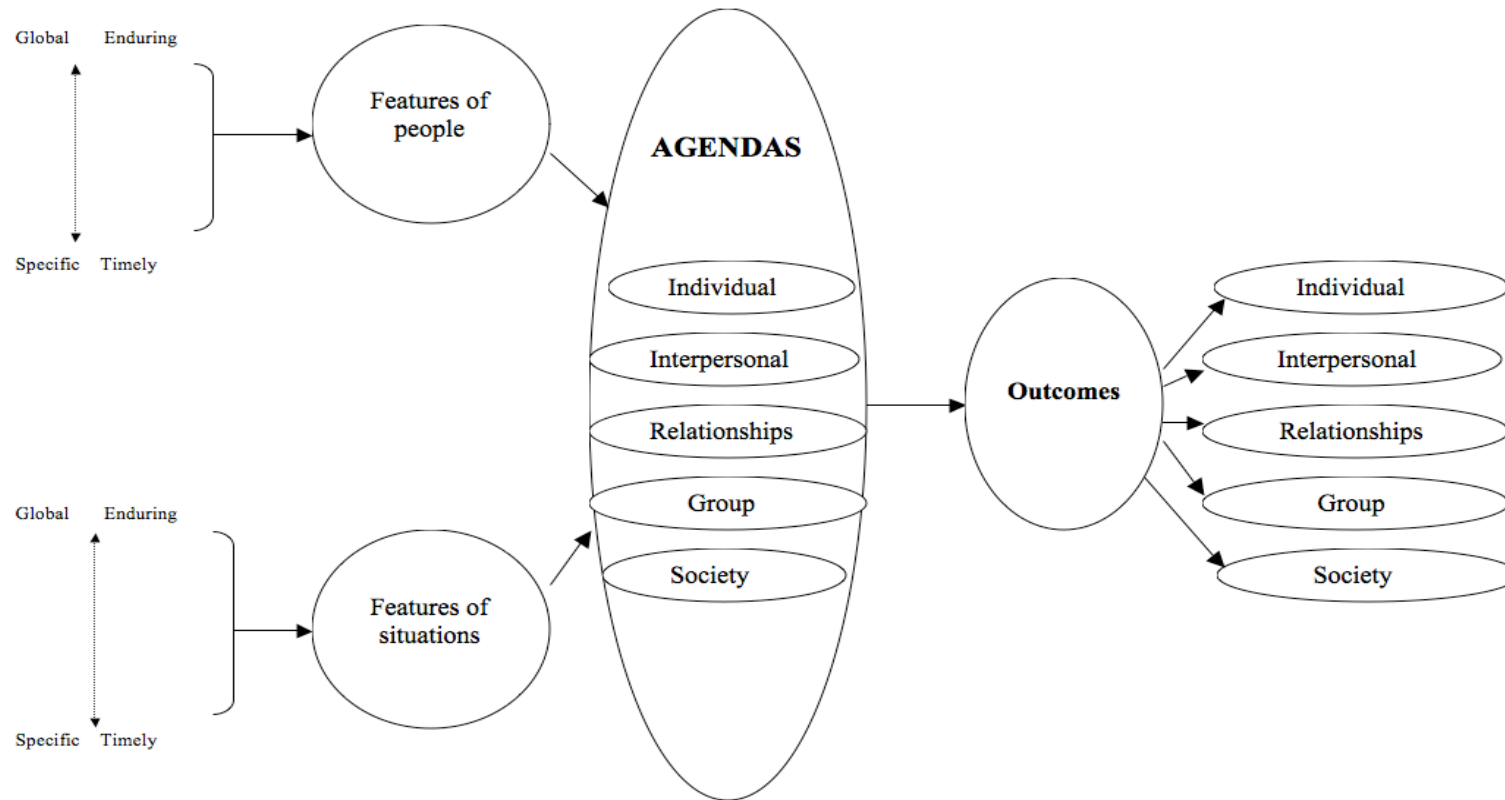 Global Enduring
Specific Timely
Features of
people
Global Enduring
Specific Timely
Features of
situations
AGENDAS
Individual
Interpersonal
Relationships
Group
Society
Outcomes
Individual
Interpersonal
Relationships
Group
Society